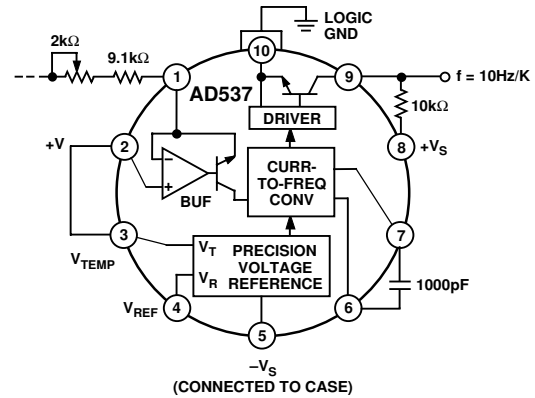 LOGIC
GND
2kΩ
9.1kΩ
10
1
AD537
9
f = 10Hz/K
10kΩ
DRIVER
+V
2
8
+VS
–
+
BUF
CURR-
TO-FREQ
CONV
3
7
VTEMP
VT
VR
PRECISION
VOLTAGE
REFERENCE
1000pF
VREF
4
6
5
–VS
(CONNECTED TO CASE)